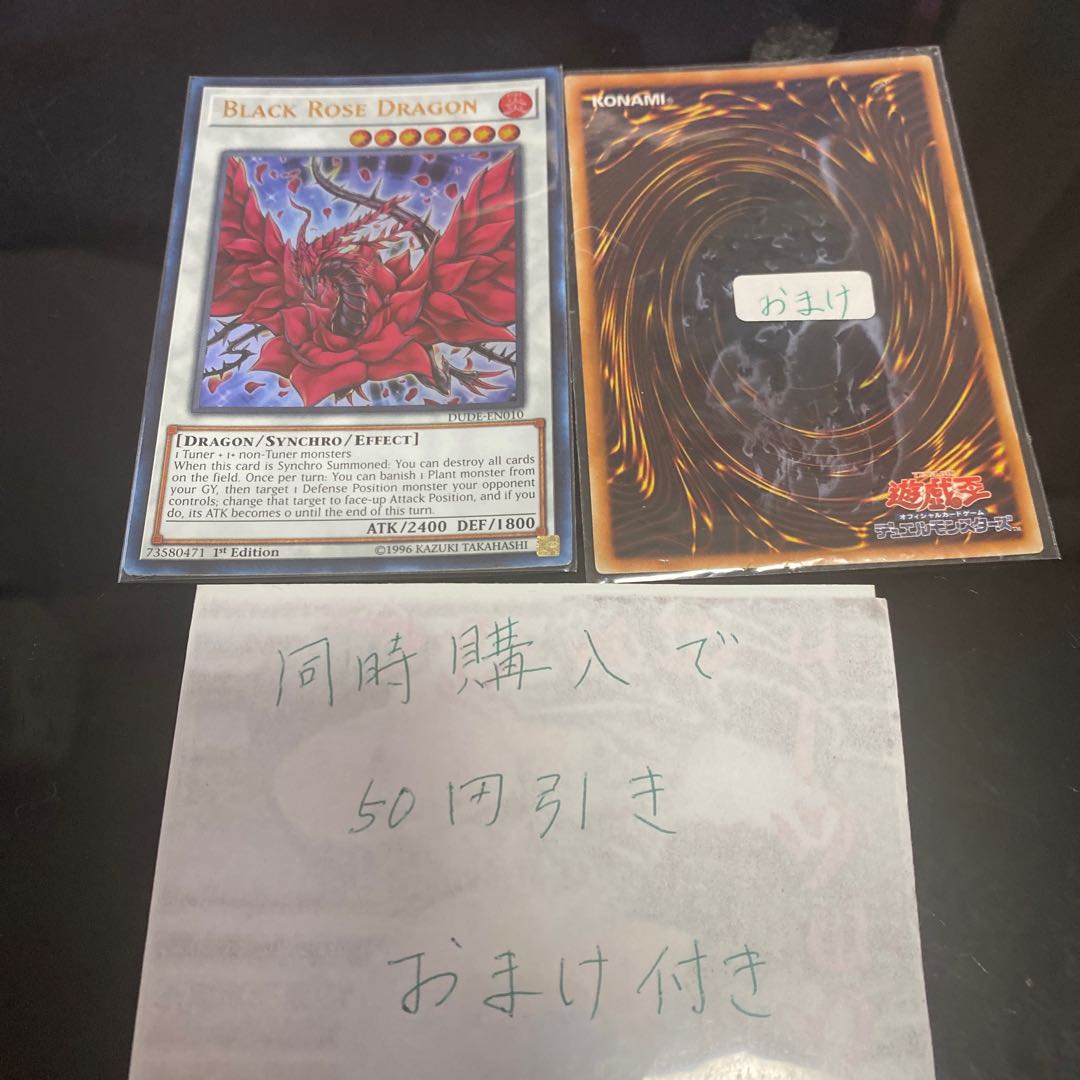 BLACK ROSE DRAGON
DUDE-EN010
[DRAGON/SYNCHRO/EFFECT]
1 Tuner + 1+ non-Tuner monsters
When this card is Synchro Summoned: You can destroy all cards
on the field. Once per turn: You can banish 1 Plant monster from
your GY, then target 1 Defense Position monster your opponent
controls; change that target to face-up Attack Position, and if you
do, its ATK becomes 0 until the end of this turn.
ATK/2400 DEF/1800
73580471 1st Edition
©1996 KAZUKI TAKAHASHI
KONAMI®
おまけ
遊戯王
オフィシャルカードゲーム
デュエルモンスターズ™
同時購入で
50円引き
おまけ付き